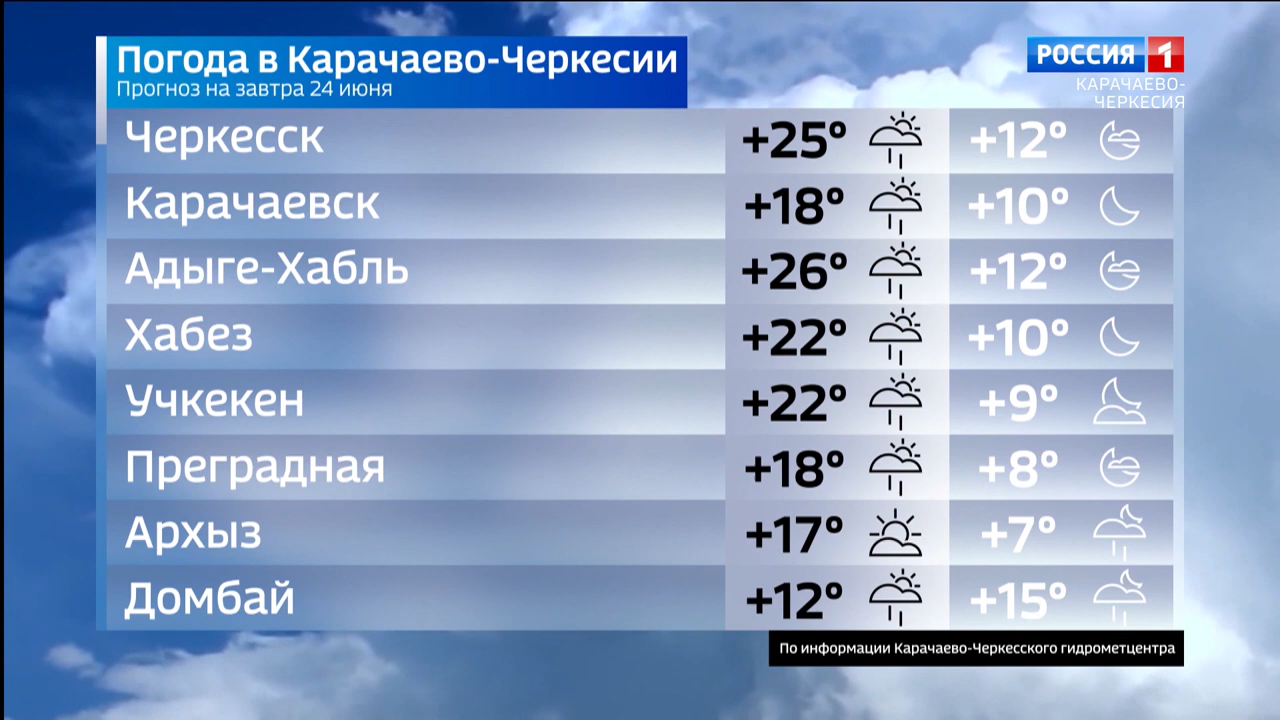 Погода в Карачаево-Черкесии
Прогноз на завтра 24 июня
РОССИЯ 1
КАРАЧАЕВО-
ЧЕРКЕСИЯ
Черкесск +25° +12°
Карачаевск +18° +10°
Адыге-Хабль +26° +12°
Хабез +22° +10°
Учкекен +22° +9°
Преградная +18° +8°
Архыз +17° +7°
Домбай +12° +15°
По информации Карачаево-Черкесского гидрометцентра